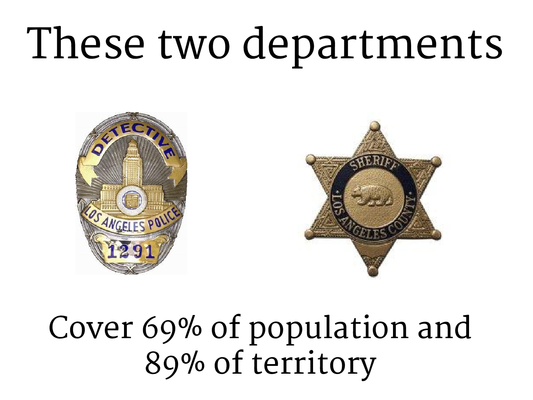 These two departments
DETECTIVE
LOS ANGELES POLICE
1291
SHERIFF
LOS ANGELES COUNTY
Cover 69% of population and
89% of territory